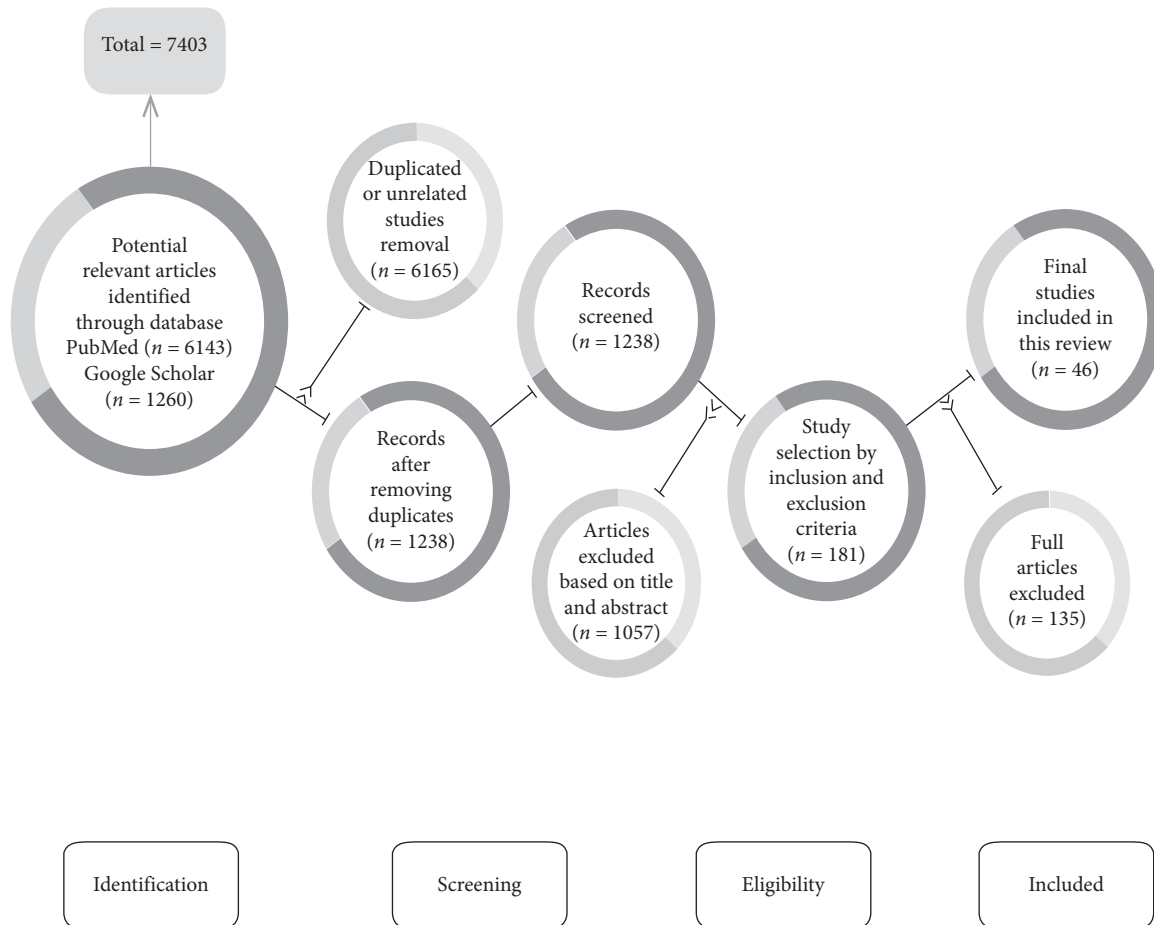 Total = 7403
Potential
relevant articles
identified
through database
PubMed (n = 6143)
Google Scholar
(n = 1260)
Duplicated
or unrelated
studies
removal
(n = 6165)
Records
after
removing
duplicates
(n = 1238)
Records
screened
(n = 1238)
Articles
excluded
based on title
and abstract
(n = 1057)
Study
selection by
inclusion and
exclusion
criteria
(n = 181)
Final
studies
included in
this review
(n = 46)
Full
articles
excluded
(n = 135)
Identification
Screening
Eligibility
Included